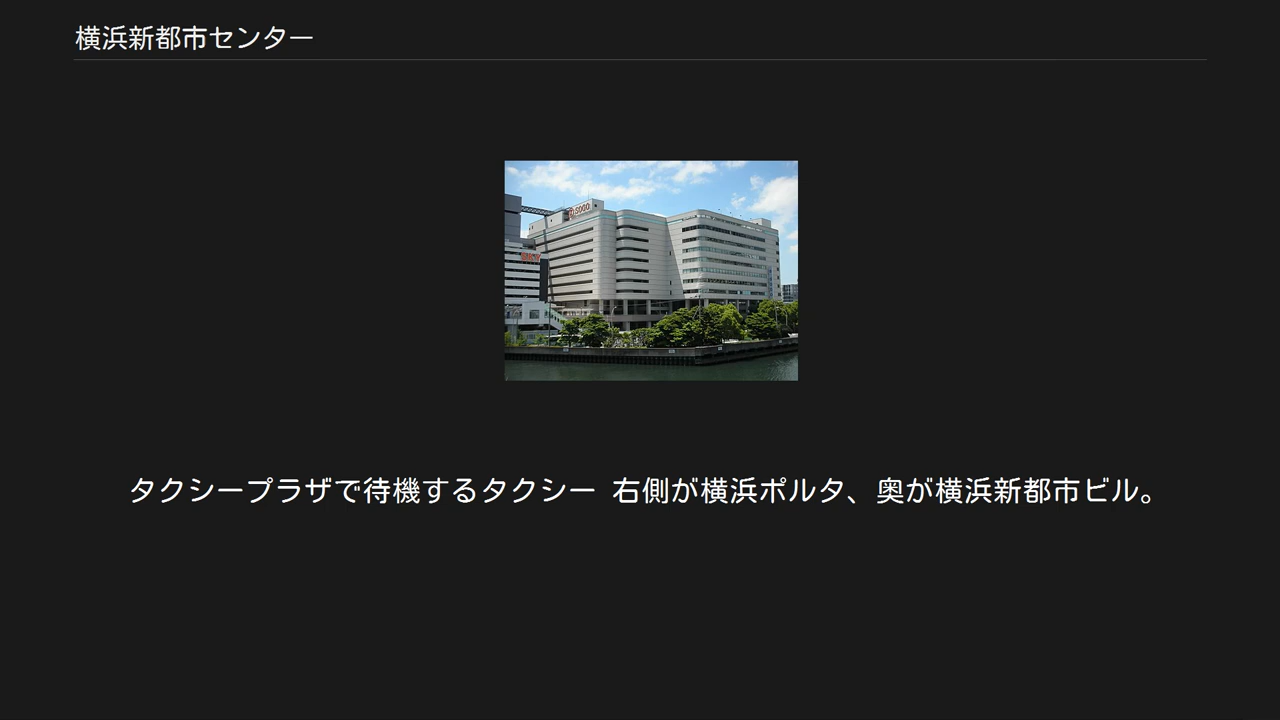 横浜新都市センター
SOGO
タクシープラザで待機するタクシー 右側が横浜ポルタ、奥が横浜新都市ビル。